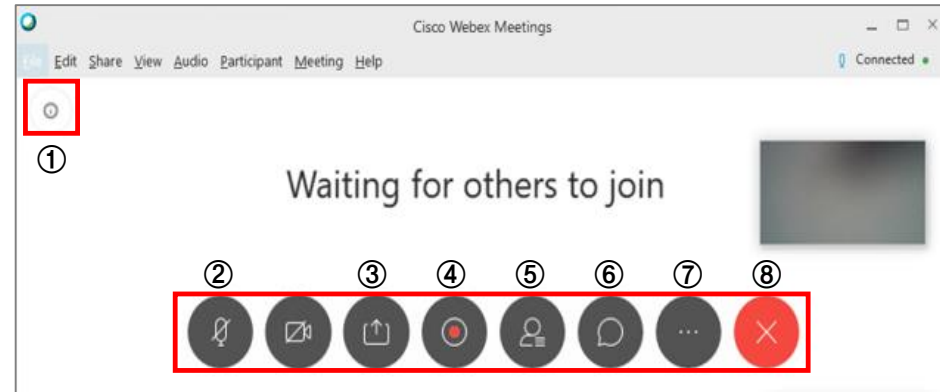 Cisco Webex Meetings
File Edit Share View Audio Participant Meeting Help Connected
①
Waiting for others to join
② ③ ④ ⑤ ⑥ ⑦ ⑧